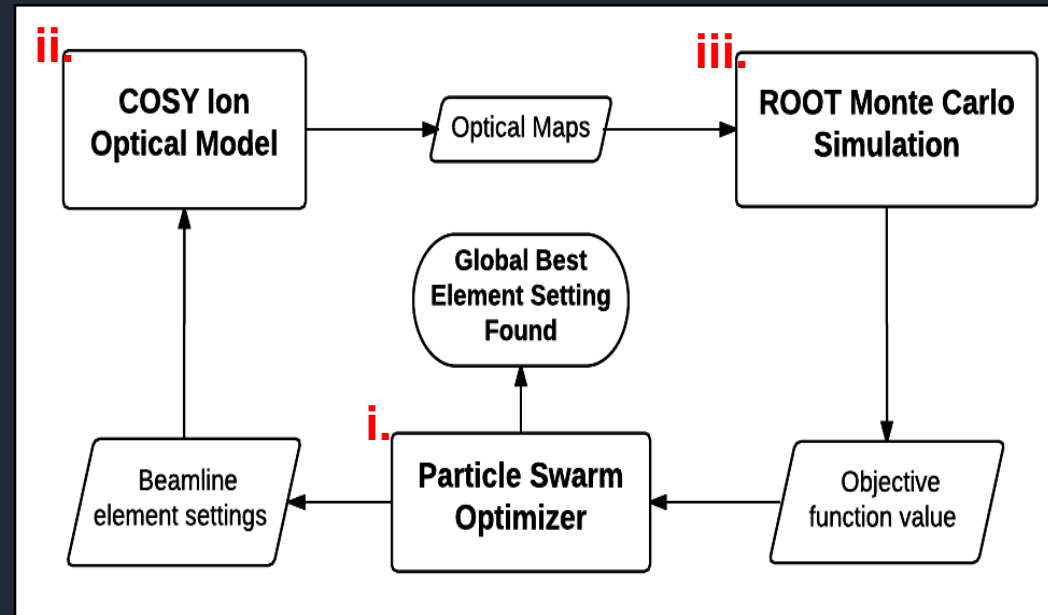 ii.
COSY Ion
Optical Model
Optical Maps
iii.
ROOT Monte Carlo
Simulation
Global Best
Element Setting
Found
i.
Particle Swarm
Optimizer
Beamline
element settings
Objective
function value